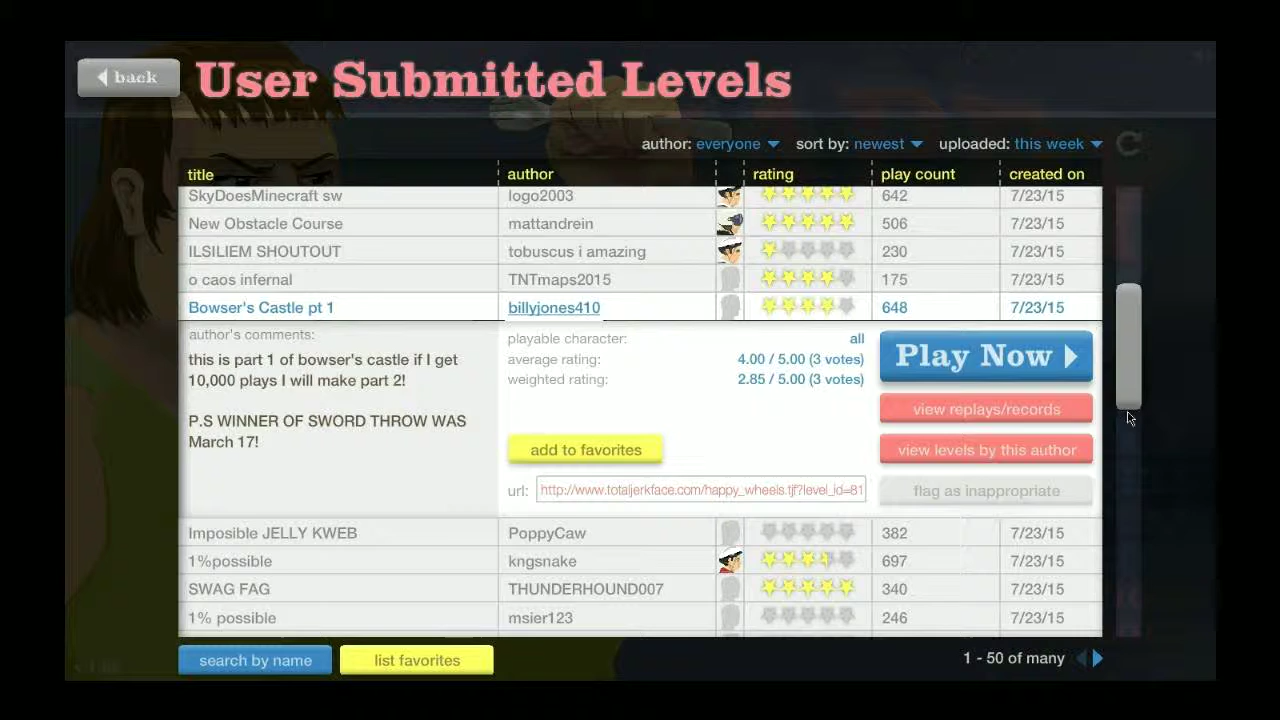 back
User Submitted Levels
author: everyone sort by: newest uploaded: this week
title author rating play count created on
SkyDoesMinecraft sw logo2003 642 7/23/15
New Obstacle Course mattandrein 506 7/23/15
ILSILIEM SHOUTOUT tobuscus i amazing 230 7/23/15
o caos infernal TNTmaps2015 175 7/23/15
Bowser's Castle pt 1 billyjones410 648 7/23/15
author's comments:
this is part 1 of bowser's castle if I get
10,000 plays I will make part 2!
P.S WINNER OF SWORD THROW WAS
March 17!
playable character: all
average rating: 4.00 / 5.00 (3 votes)
weighted rating: 2.85 / 5.00 (3 votes)
add to favorites
url: http://www.totaljerkface.com/happy_wheels.tjf?level_id=81
Play Now
view replays/records
view levels by this author
flag as inappropriate
Imposible JELLY KWEB PoppyCaw 382 7/23/15
1%possible kngsnake 697 7/23/15
SWAG FAG THUNDERHOUND007 340 7/23/15
1% possible msier123 246 7/23/15
search by name list favorites 1 - 50 of many